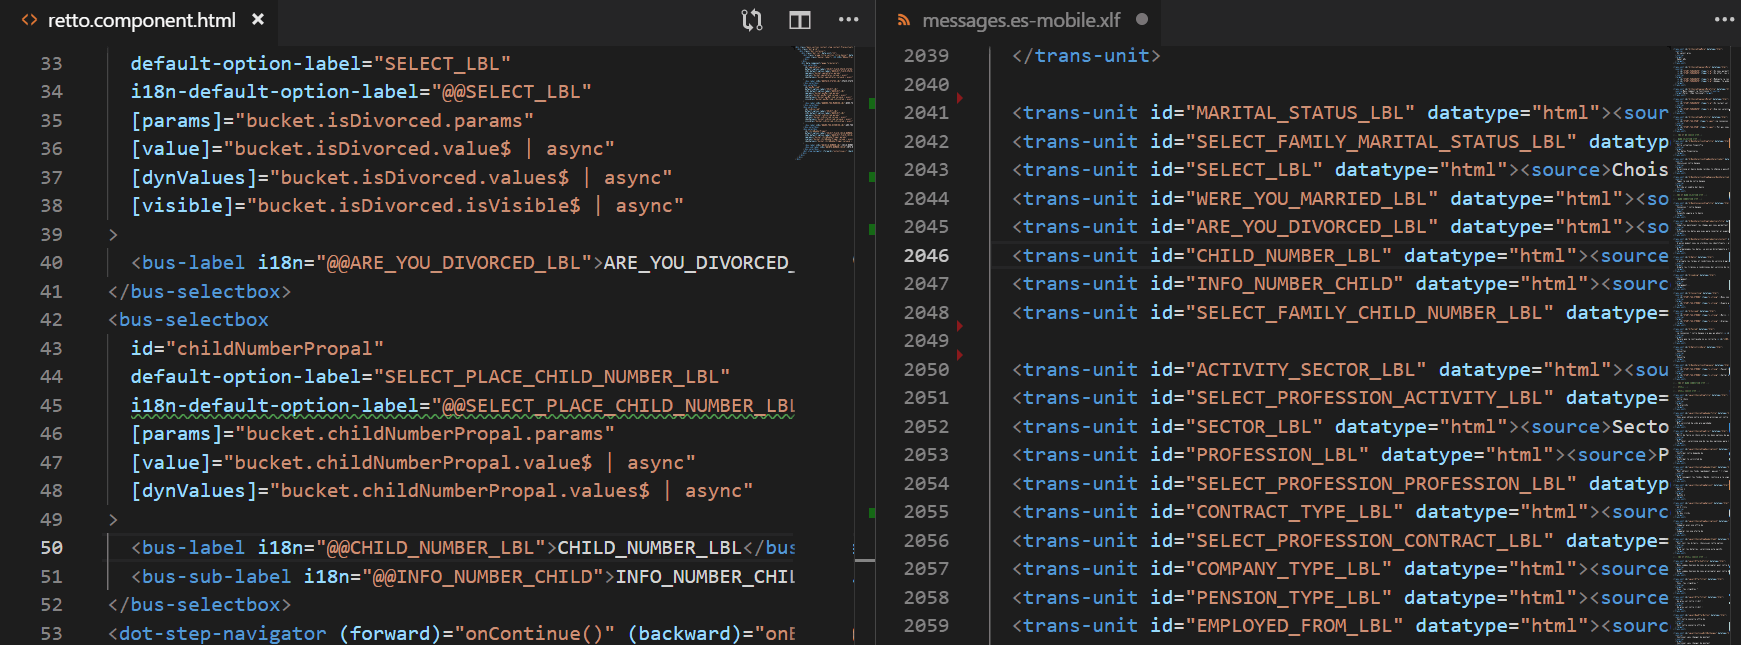 retto.component.html
33 default-option-label="SELECT_LBL"
34 i18n-default-option-label="@@SELECT_LBL"
35 [params]="bucket.isDivorced.params"
36 [value]="bucket.isDivorced.value$ | async"
37 [dynValues]="bucket.isDivorced.values$ | async"
38 [visible]="bucket.isDivorced.isVisible$ | async"
39 >
40 <bus-label i18n="@@ARE_YOU_DIVORCED_LBL">ARE_YOU_DIVORCED_
41 </bus-selectbox>
42 <bus-selectbox
43 id="childNumberPropal"
44 default-option-label="SELECT_PLACE_CHILD_NUMBER_LBL"
45 i18n-default-option-label="@@SELECT_PLACE_CHILD_NUMBER_LBL
46 [params]="bucket.childNumberPropal.params"
47 [value]="bucket.childNumberPropal.value$ | async"
48 [dynValues]="bucket.childNumberPropal.values$ | async"
49 >
50 <bus-label i18n="@@CHILD_NUMBER_LBL">CHILD_NUMBER_LBL</bus
51 <bus-sub-label i18n="@@INFO_NUMBER_CHILD">INFO_NUMBER_CHIL
52 </bus-selectbox>
53 <dot-step-navigator (forward)="onContinue()" (backward)="onB
messages.es-mobile.xlf
2039 </trans-unit>
2040
2041 <trans-unit id="MARITAL_STATUS_LBL" datatype="html"><sour
2042 <trans-unit id="SELECT_FAMILY_MARITAL_STATUS_LBL" datatyp
2043 <trans-unit id="SELECT_LBL" datatype="html"><source>Chois
2044 <trans-unit id="WERE_YOU_MARRIED_LBL" datatype="html"><so
2045 <trans-unit id="ARE_YOU_DIVORCED_LBL" datatype="html"><so
2046 <trans-unit id="CHILD_NUMBER_LBL" datatype="html"><source
2047 <trans-unit id="INFO_NUMBER_CHILD" datatype="html"><sourc
2048 <trans-unit id="SELECT_FAMILY_CHILD_NUMBER_LBL" datatype=
2049
2050 <trans-unit id="ACTIVITY_SECTOR_LBL" datatype="html"><sou
2051 <trans-unit id="SELECT_PROFESSION_ACTIVITY_LBL" datatype=
2052 <trans-unit id="SECTOR_LBL" datatype="html"><source>Secto
2053 <trans-unit id="PROFESSION_LBL" datatype="html"><source>P
2054 <trans-unit id="SELECT_PROFESSION_PROFESSION_LBL" datatyp
2055 <trans-unit id="CONTRACT_TYPE_LBL" datatype="html"><sourc
2056 <trans-unit id="SELECT_PROFESSION_CONTRACT_LBL" datatype=
2057 <trans-unit id="COMPANY_TYPE_LBL" datatype="html"><source
2058 <trans-unit id="PENSION_TYPE_LBL" datatype="html"><source
2059 <trans-unit id="EMPLOYED_FROM_LBL" datatype="html"><sourc